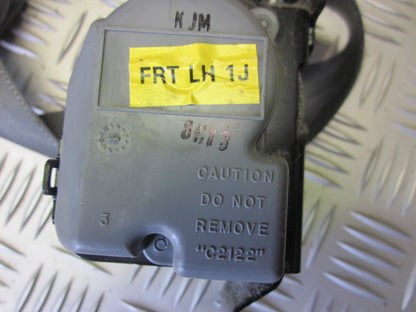 KJM
FRT LH 1J
CAUTION
DO NOT
3
REMOVE
"C2122"